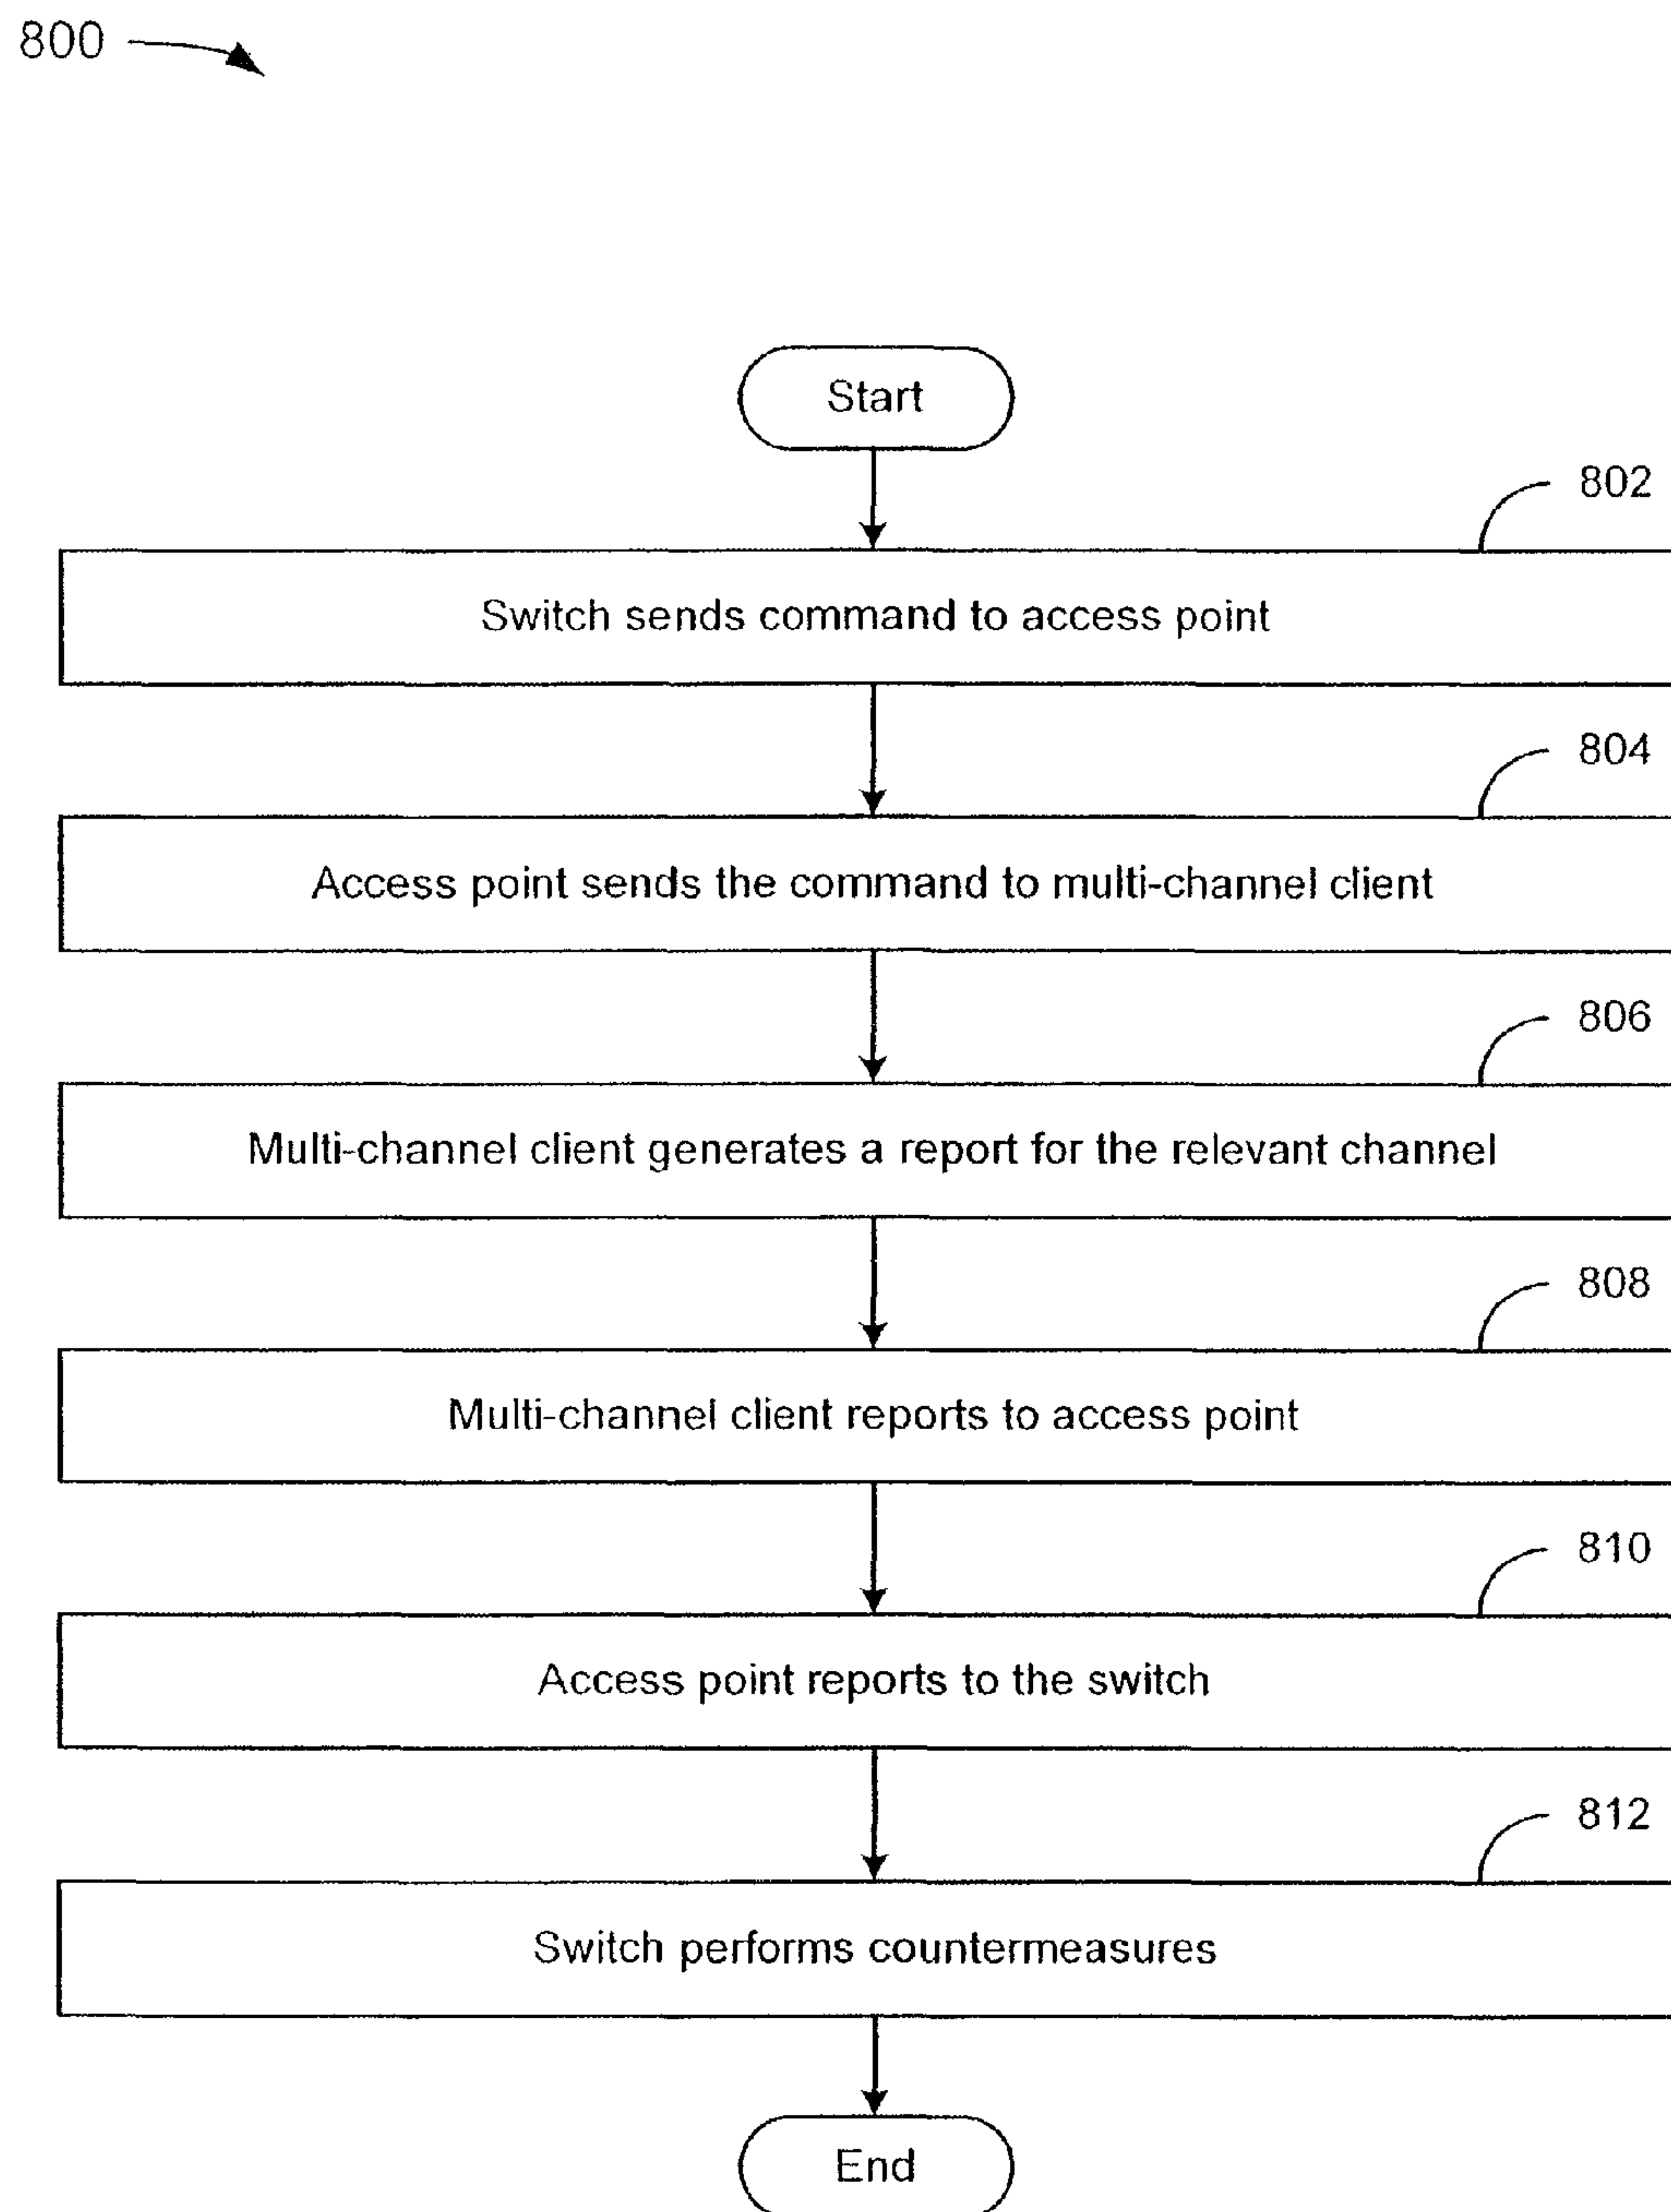 800
Start
802
Switch sends command to access point
804
Access point sends the command to multi-channel client
806
Multi-channel client generates a report for the relevant channel
808
Multi-channel client reports to access point
810
Access point reports to the switch
812
Switch performs countermeasures
End